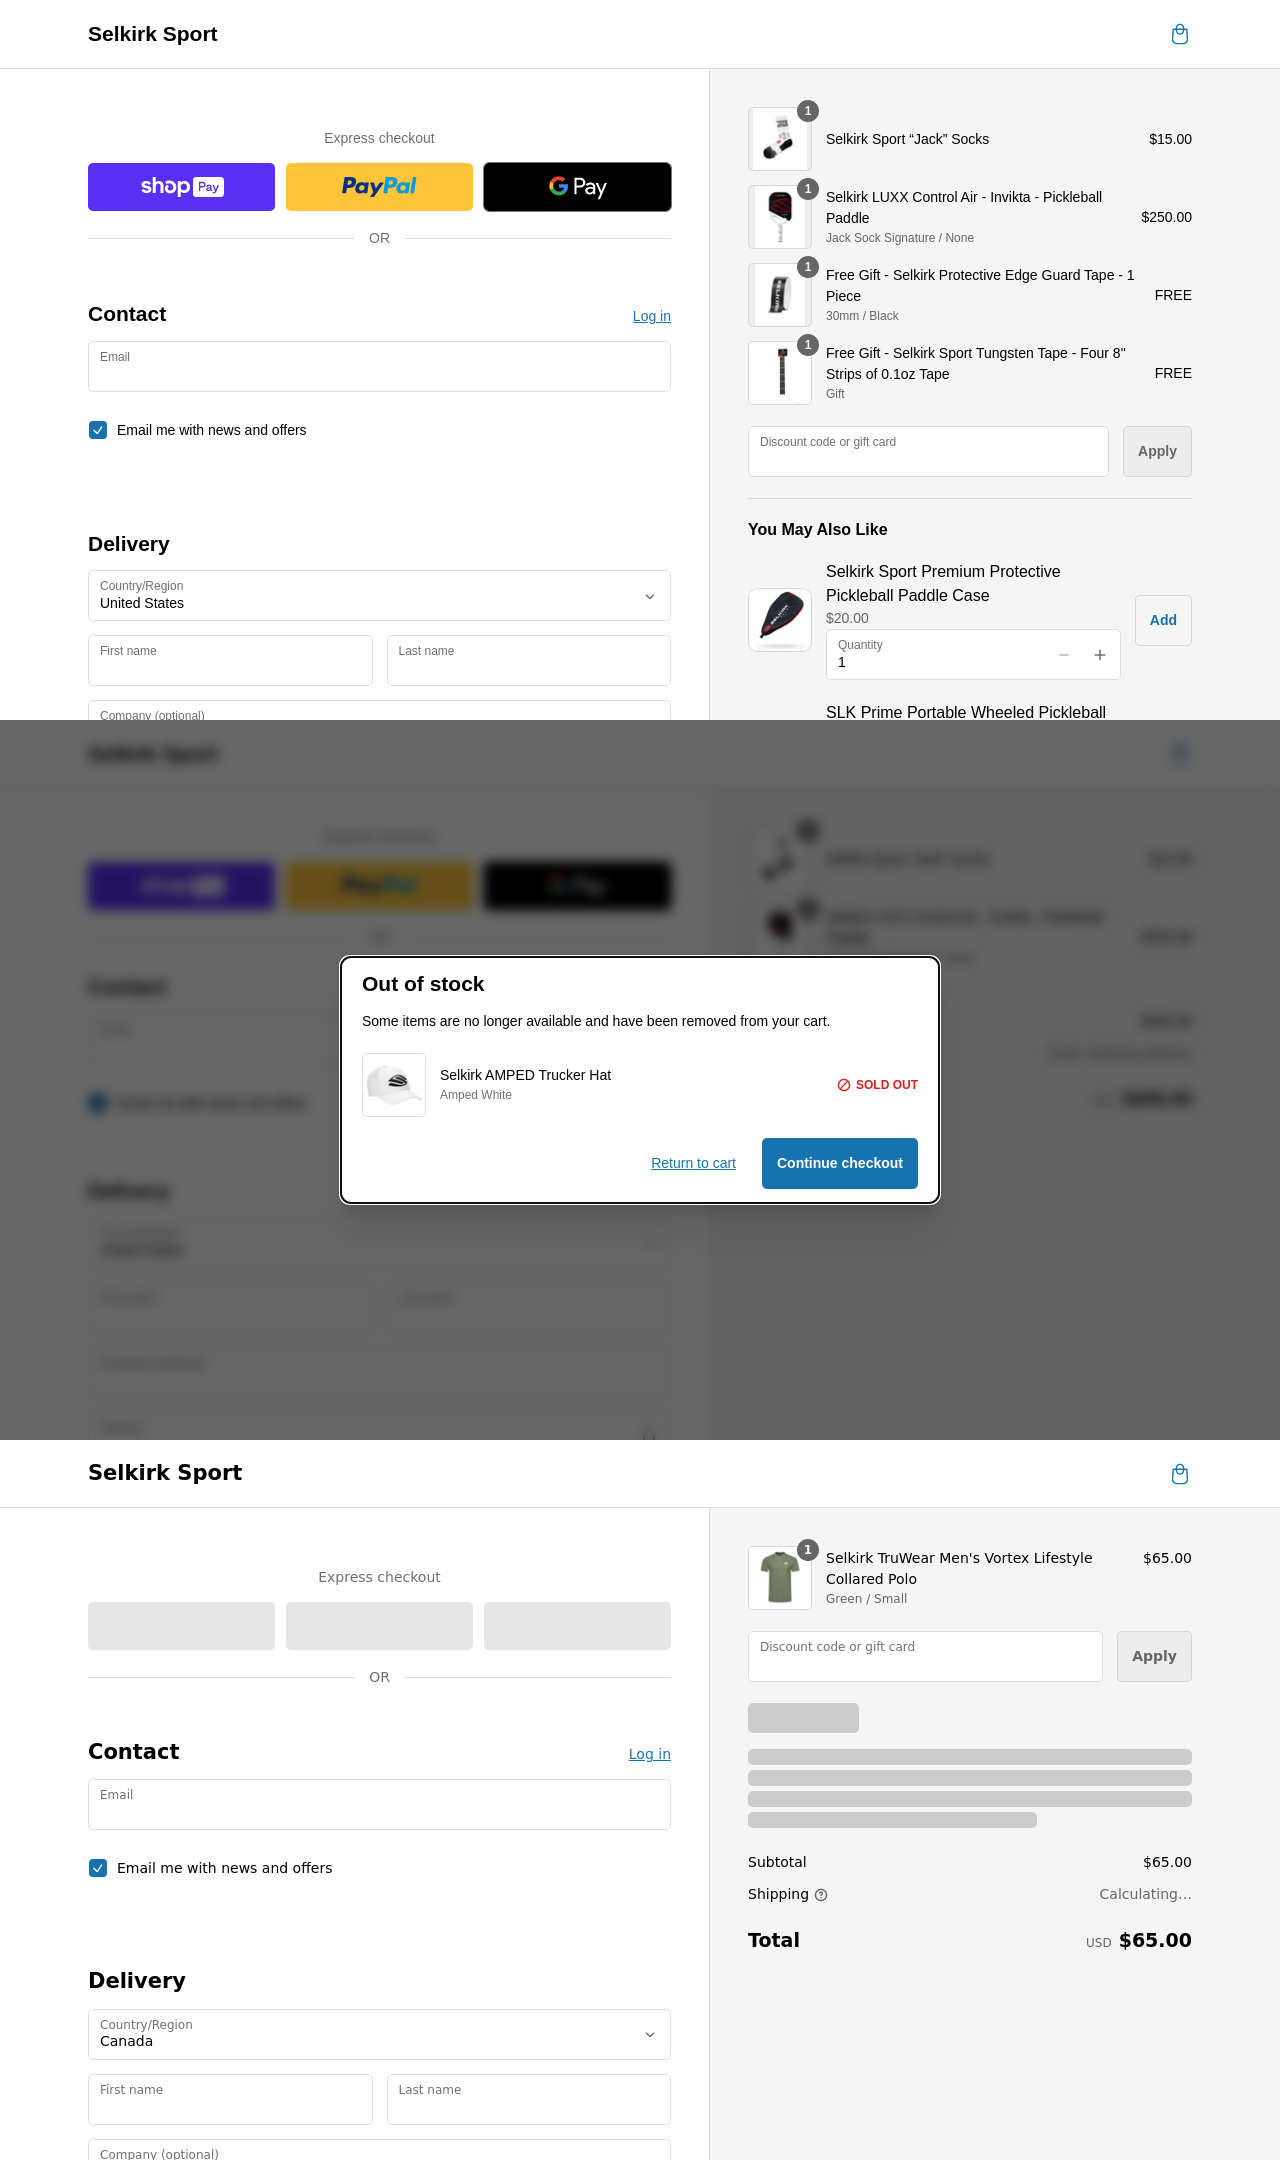 Selkirk Sport
Express checkout
shop Pay
PayPal
G Pay
OR
Contact
Log in
Email
Email me with news and offers
Delivery
Country/Region
United States
First name
Last name
Company (optional)
1
Selkirk Sport “Jack” Socks
$15.00
1
Selkirk LUXX Control Air - Invikta - Pickleball
Paddle
Jack Sock Signature / None
$250.00
1
Free Gift - Selkirk Protective Edge Guard Tape - 1
Piece
30mm / Black
FREE
1
Free Gift - Selkirk Sport Tungsten Tape - Four 8"
Strips of 0.1oz Tape
Gift
FREE
Discount code or gift card
Apply
You May Also Like
Selkirk Sport Premium Protective
Pickleball Paddle Case
$20.00
Quantity
1
Add
SLK Prime Portable Wheeled Pickleball
Selkirk Sport
Out of stock
Some items are no longer available and have been removed from your cart.
Selkirk AMPED Trucker Hat
Amped White
SOLD OUT
Return to cart
Continue checkout
Selkirk Sport
Express checkout
OR
Contact
Log in
Email
Email me with news and offers
Delivery
Country/Region
Canada
First name
Last name
Company (optional)
1
Selkirk TruWear Men's Vortex Lifestyle
Collared Polo
Green / Small
$65.00
Discount code or gift card
Apply
Subtotal
$65.00
Shipping
Calculating...
Total
USD $65.00